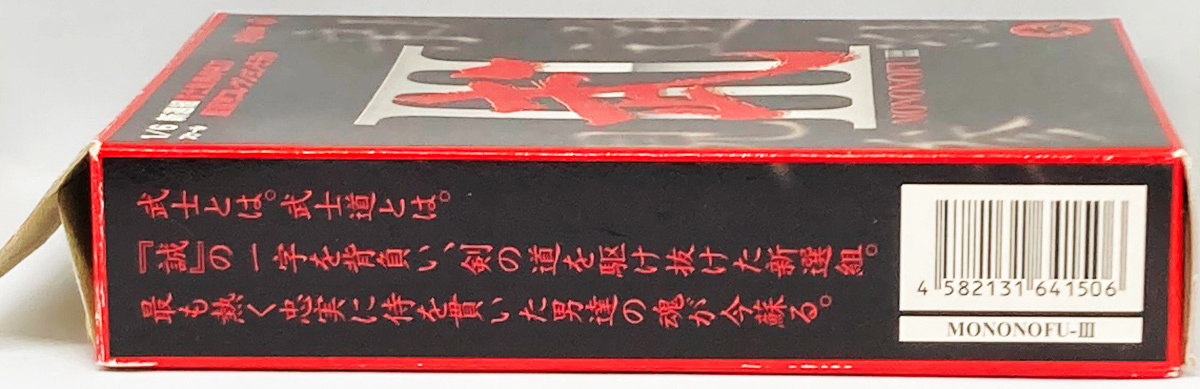 武士とは。武士道とは。
『誠』の一字を背負い、剣の道を駆け抜けた新選組。
最も熱く忠実に侍を貫いた男達の魂が今蘇る。
4 582131 641506
MONONOFU-III
MONONOFU
III
1/6